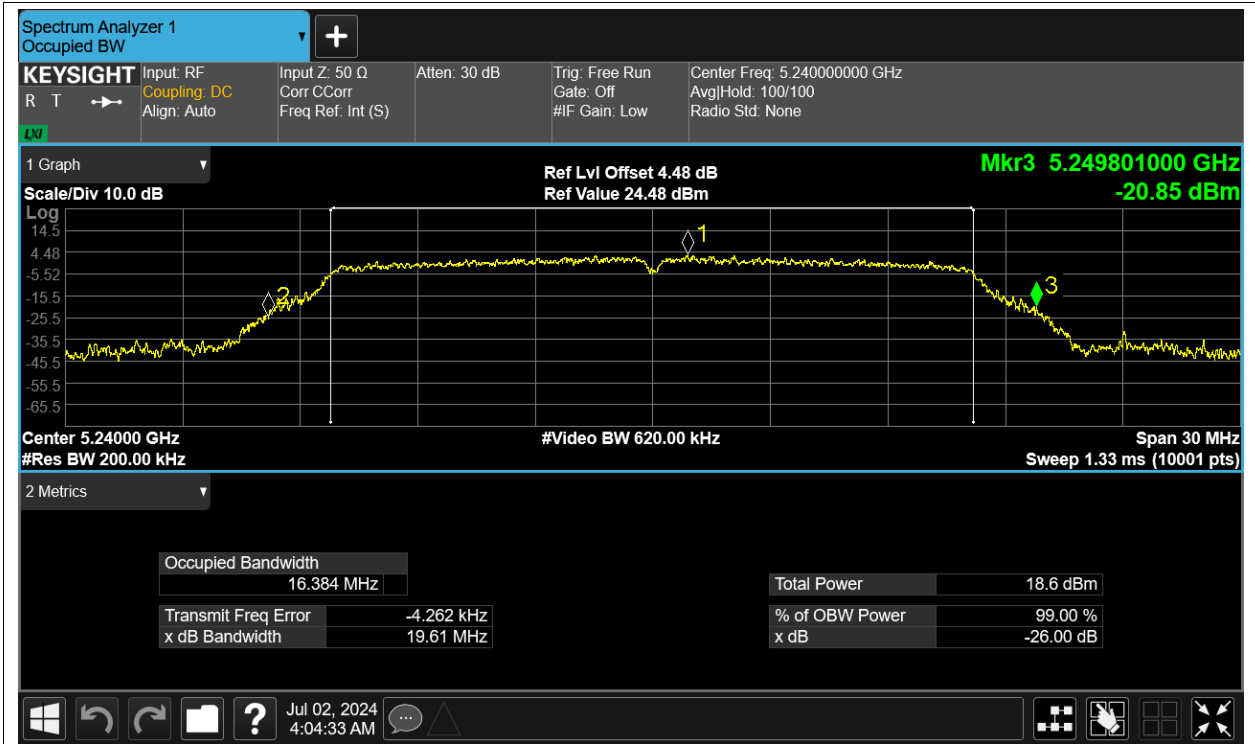 Spectrum Analyzer 1
Occupied BW
KEYSIGHT
R T
LXI
Input: RF
Coupling: DC
Align: Auto
Input Z: 50 Ω
Corr CCorr
Freq Ref: Int (S)
Atten: 30 dB
Trig: Free Run
Gate: Off
#IF Gain: Low
Center Freq: 5.240000000 GHz
Avg|Hold: 100/100
Radio Std: None
1 Graph
Scale/Div 10.0 dB
Ref Lvl Offset 4.48 dB
Ref Value 24.48 dBm
Mkr3 5.249801000 GHz
-20.85 dBm
Log
14.5
4.48
-5.52
-15.5
-25.5
-35.5
-45.5
-55.5
-65.5
1
2
3
Center 5.24000 GHz
#Res BW 200.00 kHz
#Video BW 620.00 kHz
Span 30 MHz
Sweep 1.33 ms (10001 pts)
2 Metrics
Occupied Bandwidth
16.384 MHz
Transmit Freq Error -4.262 kHz
x dB Bandwidth 19.61 MHz
Total Power 18.6 dBm
% of OBW Power 99.00 %
x dB -26.00 dB
?
Jul 02, 2024
4:04:33 AM